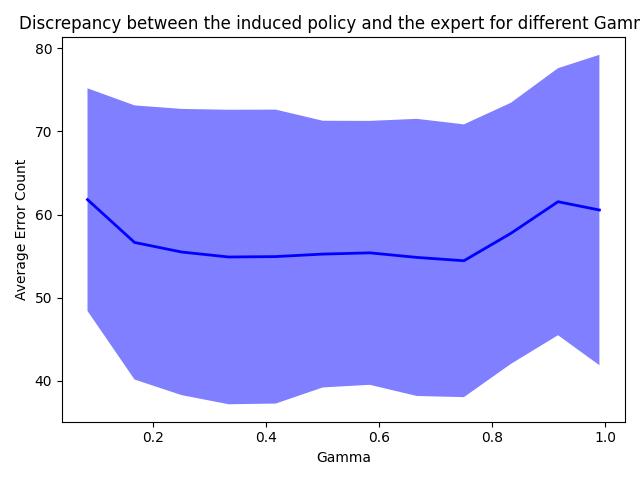 Discrepancy between the induced policy and the expert for different Gamm
80
70
60
50
40
Average Error Count
0.2 0.4 0.6 0.8 1.0
Gamma